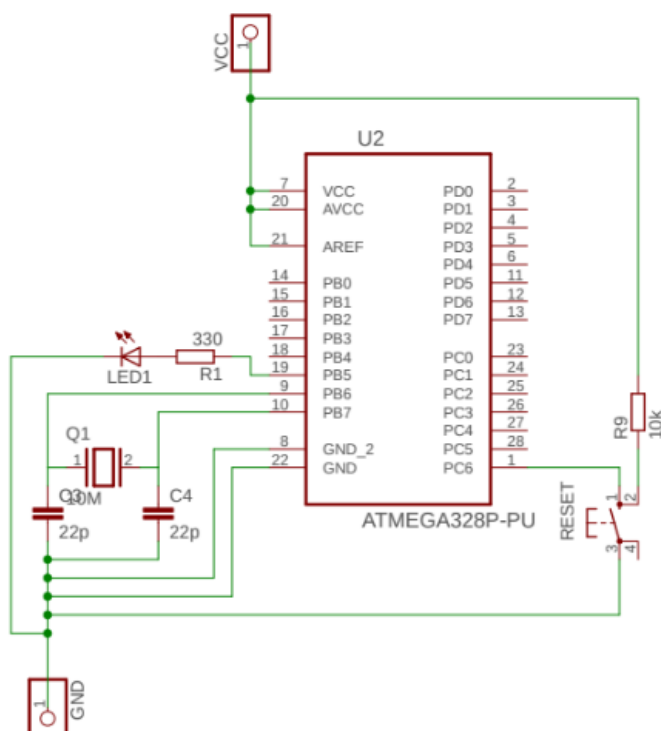 VCC
1
U2
7 VCC PD0 2
20 AVCC PD1 3
PD2 4
21 AREF PD3 5
PD4 6
14 PB0 PD5 11
15 PB1 PD6 12
16 PB2 PD7 13
17 PB3
18 PB4 PC0 23
19 PB5 PC1 24
9 PB6 PC2 25
10 PB7 PC3 26
PC4 27
8 GND_2 PC5 28
22 GND PC6 1
ATMEGA328P-PU
330
LED1 R1
Q1
1 2
C3 10M C4
22p 22p
R9 10k
RESET
1 2
3 4
1 GND